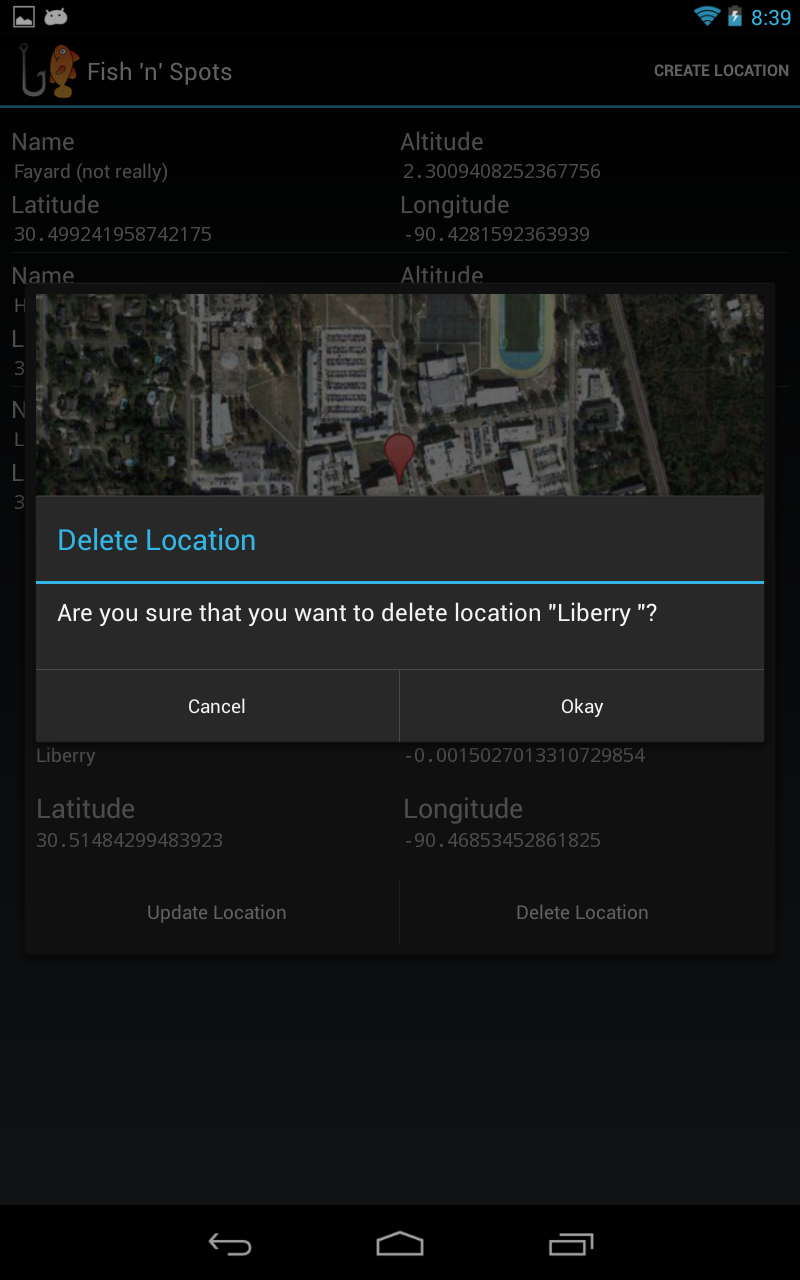 8:39
Fish 'n' Spots CREATE LOCATION
Name Altitude
Fayard (not really) 2.3009408252367756
Latitude Longitude
30.499241958742175 -90.4281592363939
Name Altitude
H
L
3
N
L
L
3
Delete Location
Are you sure that you want to delete location "Liberry "?
Cancel Okay
Liberry -0.0015027013310729854
Latitude Longitude
30.51484299483923 -90.46853452861825
Update Location Delete Location